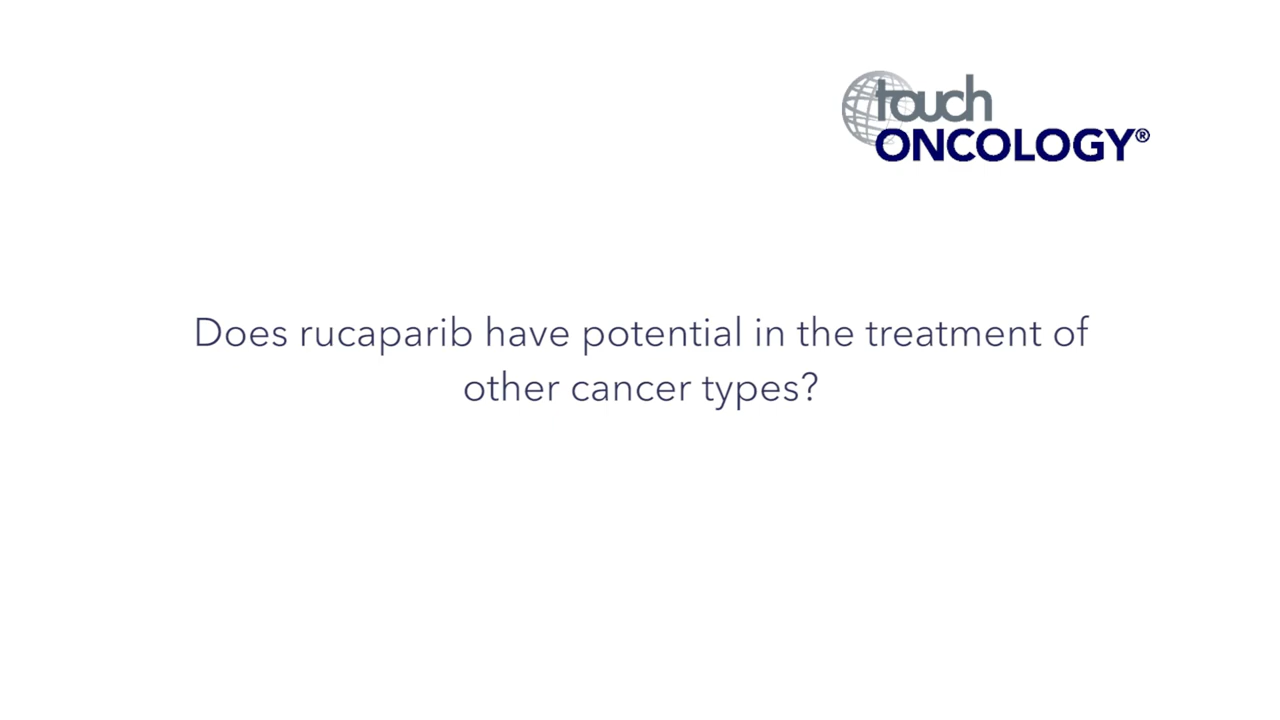 touch
ONCOLOGY®
Does rucaparib have potential in the treatment of
other cancer types?